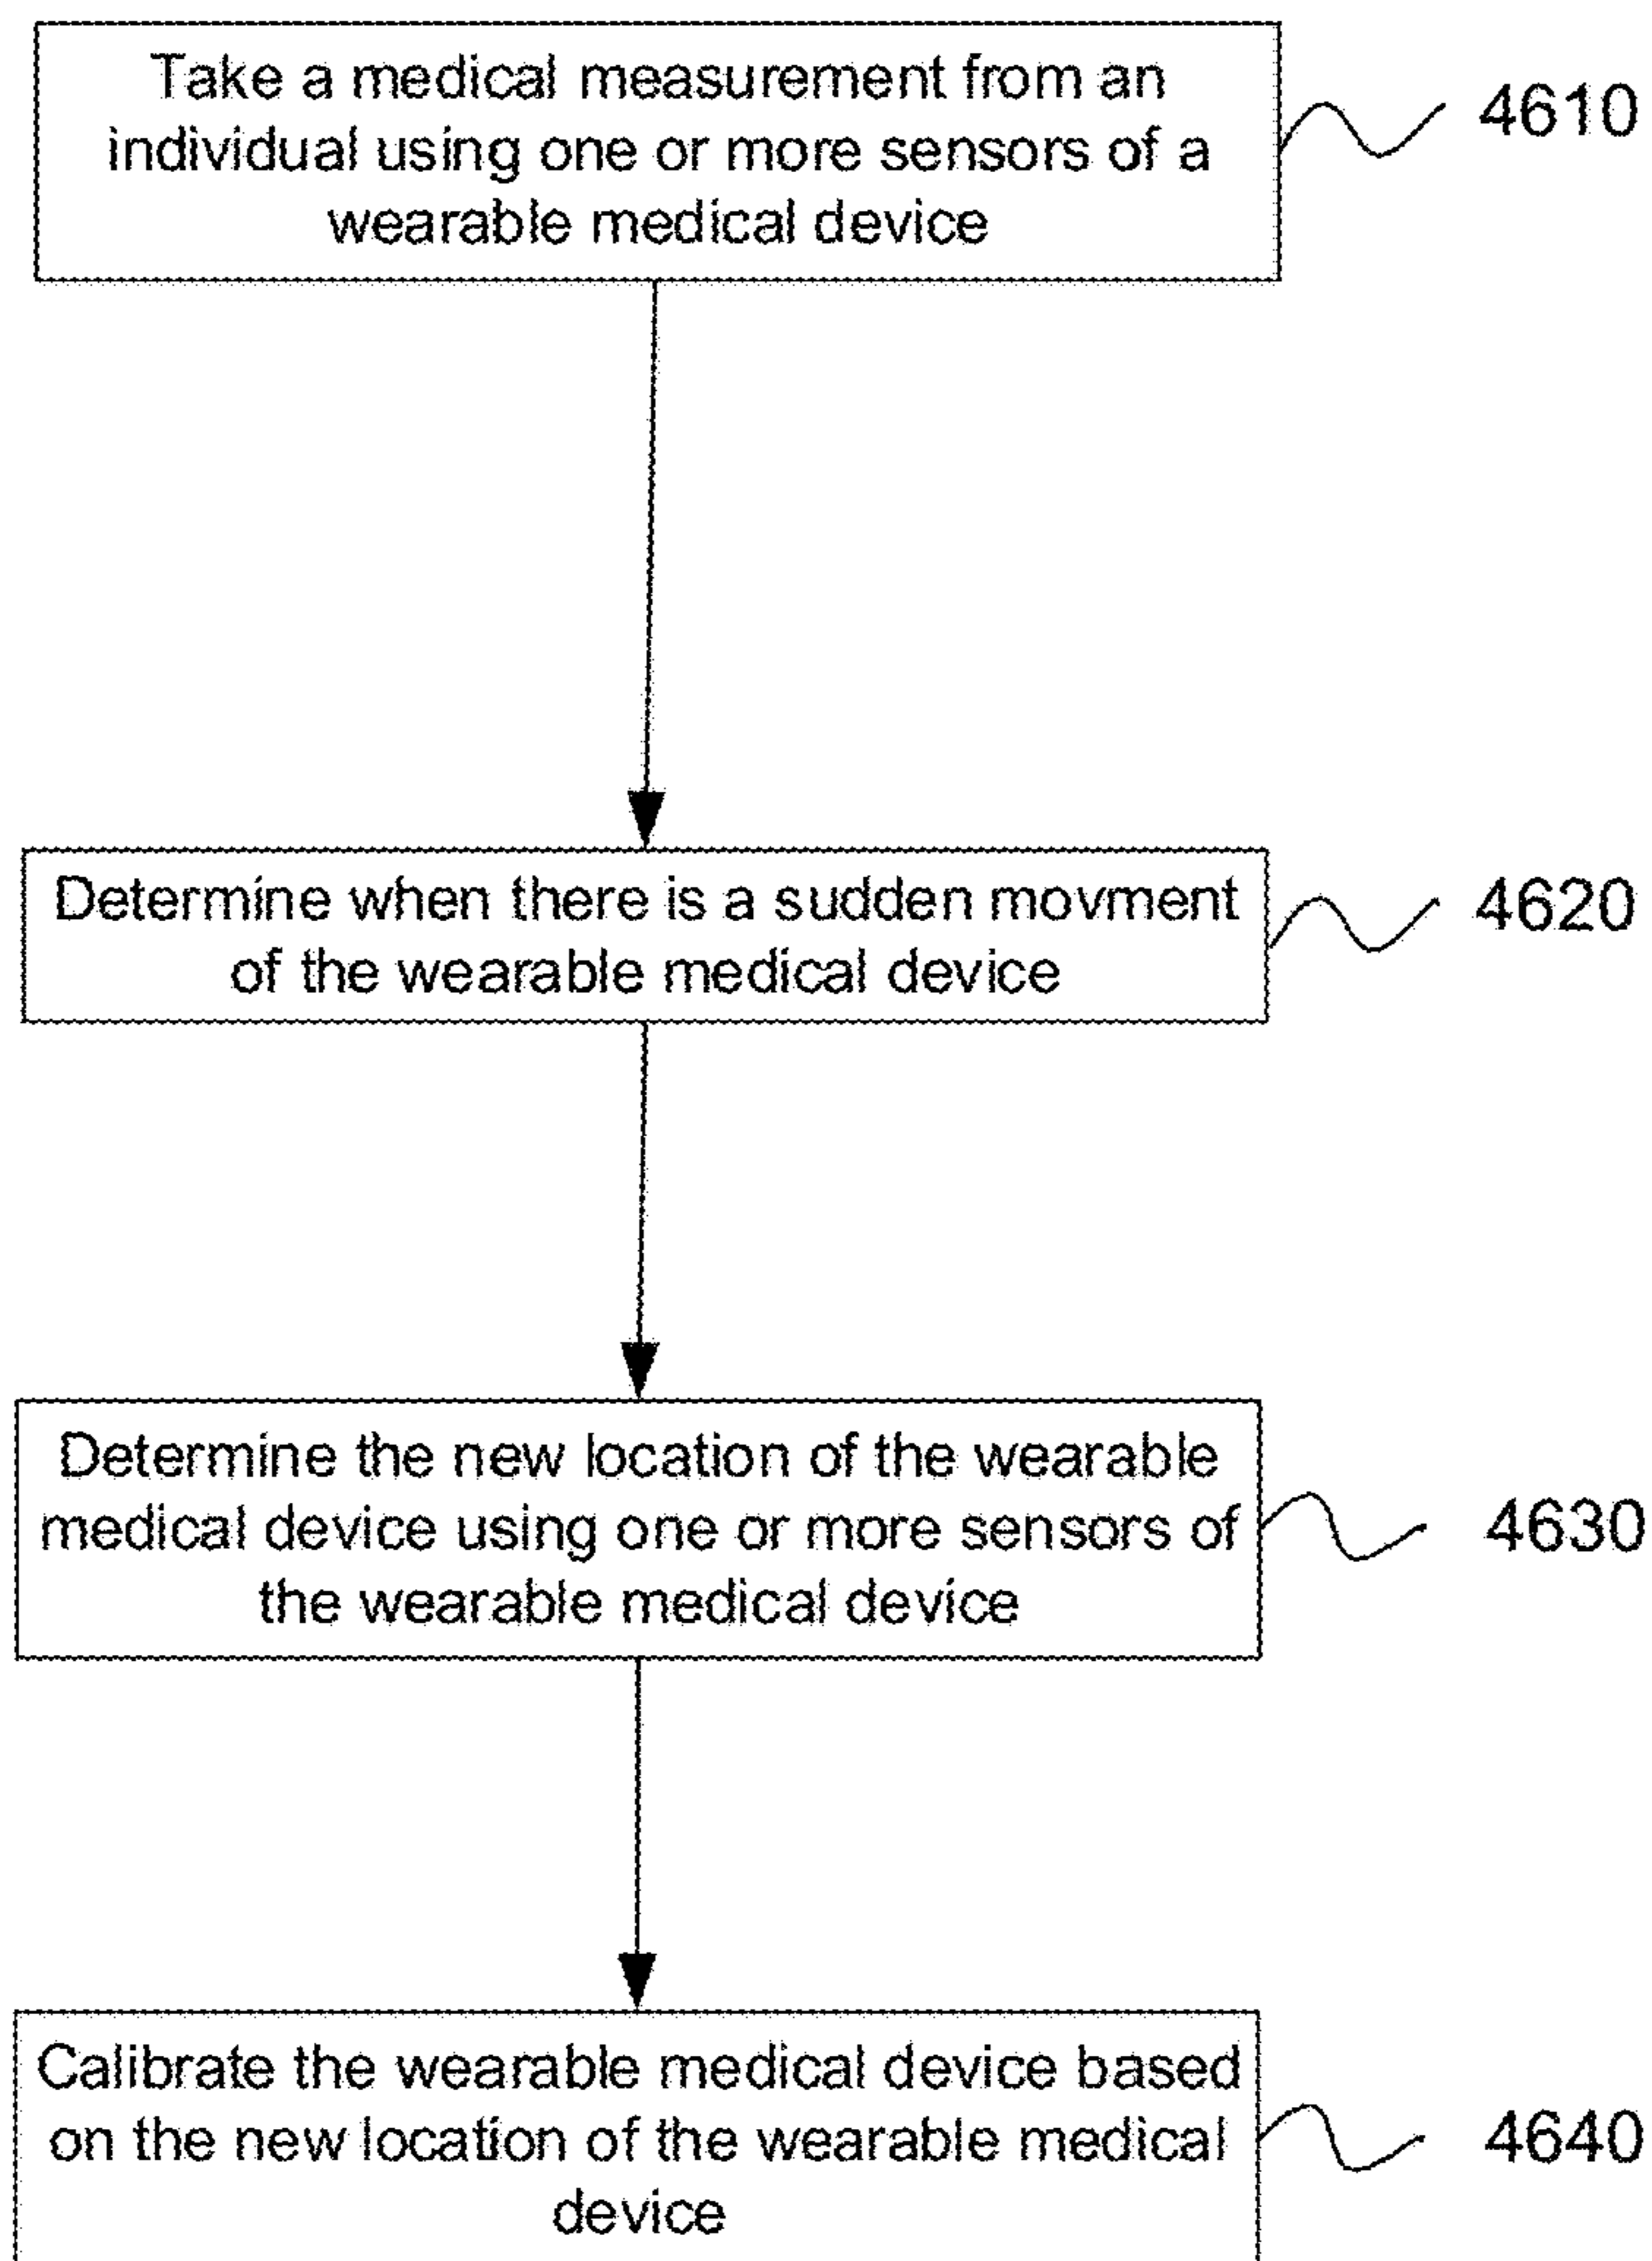 Take a medical measurement from an
individual using one or more sensors of a
wearable medical device
4610
Determine when there is a sudden movment
of the wearable medical device
4620
Determine the new location of the wearable
medical device using one or more sensors of
the wearable medical device
4630
Calibrate the wearable medical device based
on the new location of the wearable medical
device
4640